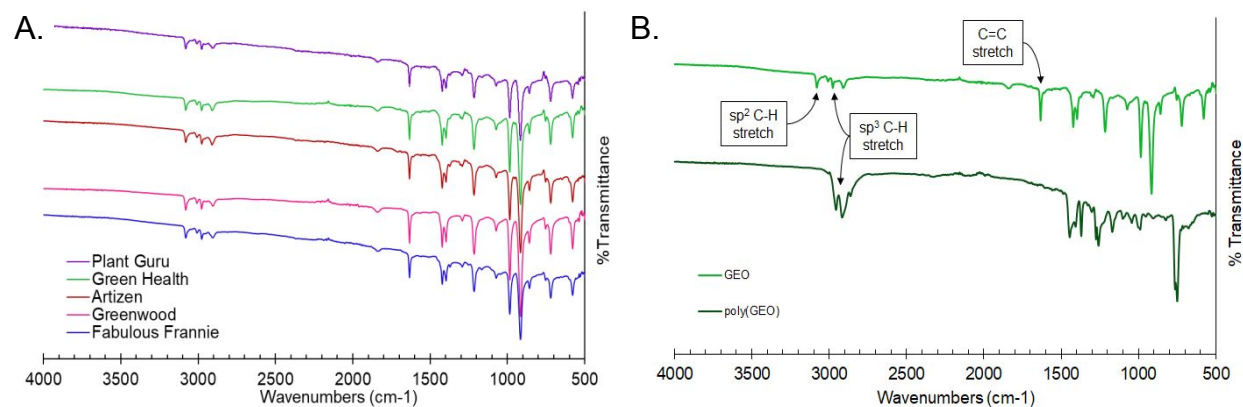 A.
Plant Guru
Green Health
Artizen
Greenwood
Fabulous Frannie
%Transmittance
4000 3500 3000 2500 2000 1500 1000 500
Wavenumbers (cm-1)
B.
C=C
stretch
sp² C-H
stretch
sp³ C-H
stretch
GEO
poly(GEO)
% Transmittance
4000 3500 3000 2500 2000 1500 1000 500
Wavenumbers (cm-1)